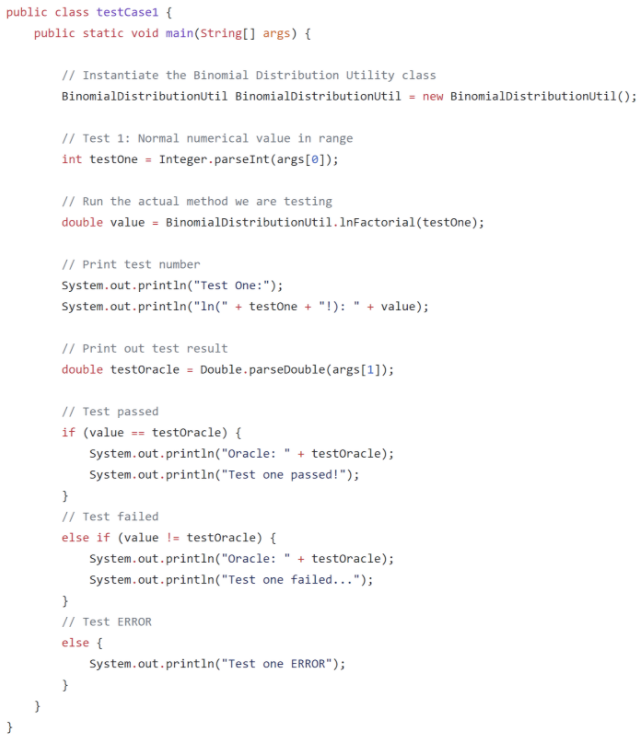 public class testCase1 {
    public static void main(String[] args) {

        // Instantiate the Binomial Distribution Utility class
        BinomialDistributionUtil BinomialDistributionUtil = new BinomialDistributionUtil();

        // Test 1: Normal numerical value in range
        int testOne = Integer.parseInt(args[0]);

        // Run the actual method we are testing
        double value = BinomialDistributionUtil.lnFactorial(testOne);

        // Print test number
        System.out.println("Test One:");
        System.out.println("ln(" + testOne + "!): " + value);

        // Print out test result
        double testOracle = Double.parseDouble(args[1]);

        // Test passed
        if (value == testOracle) {
            System.out.println("Oracle: " + testOracle);
            System.out.println("Test one passed!");
        }
        // Test failed
        else if (value != testOracle) {
            System.out.println("Oracle: " + testOracle);
            System.out.println("Test one failed...");
        }
        // Test ERROR
        else {
            System.out.println("Test one ERROR");
        }
    }
}